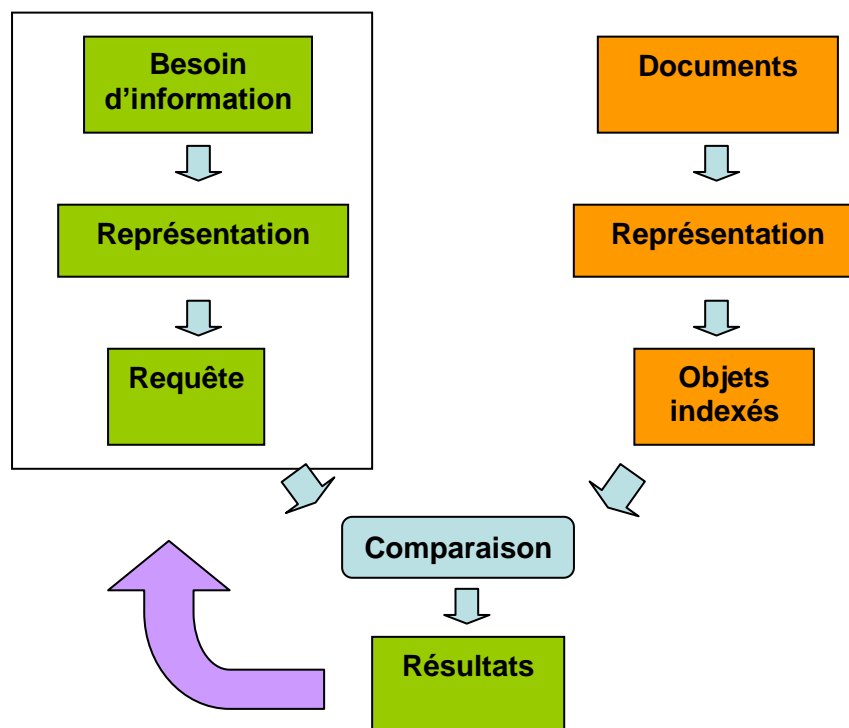 Besoin
d'information
Représentation
Requête
Documents
Représentation
Objets
indexés
Comparaison
Résultats